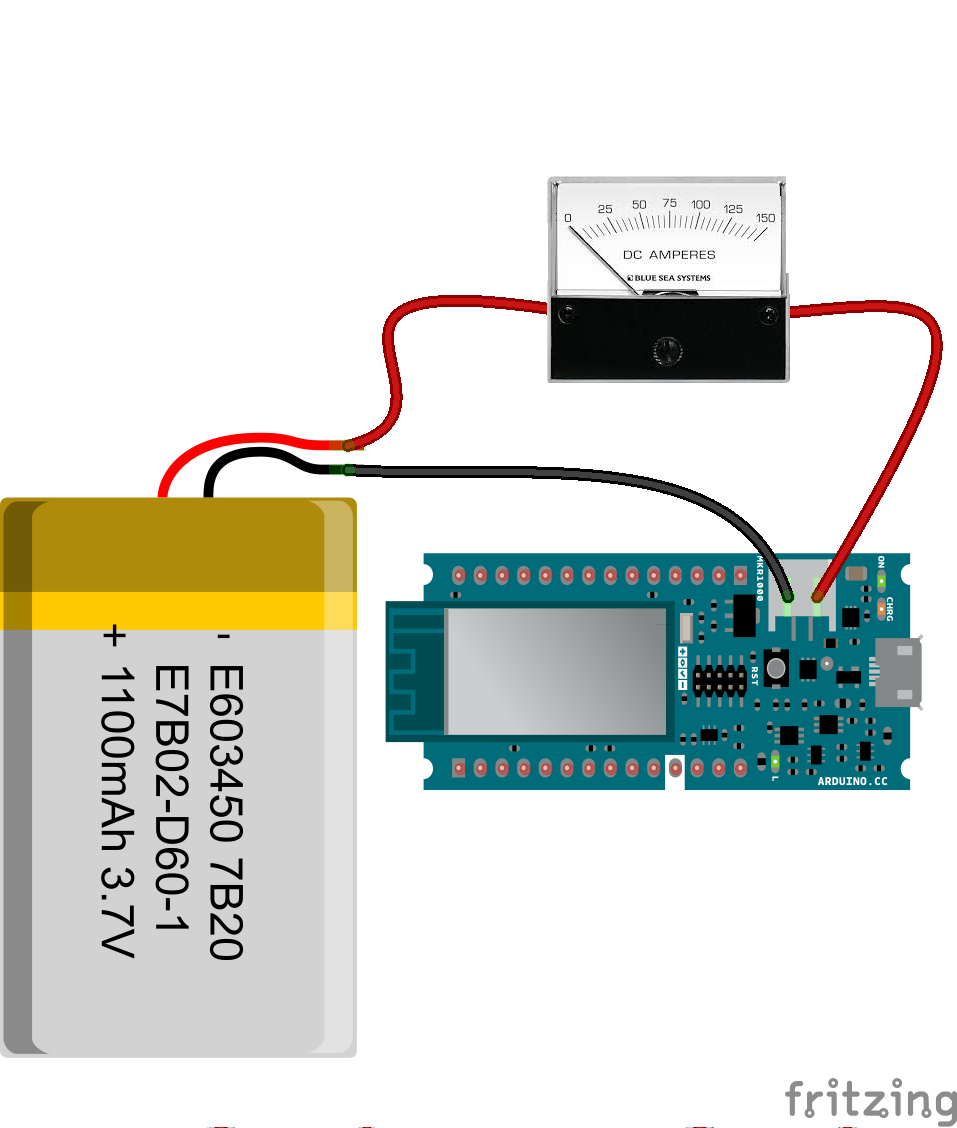 0 25 50 75 100 125 150
DC AMPERES
BLUE SEA SYSTEMS
MKR1000
ON
CHRG
RST
L
ARDUINO.CC
- E603450 7B20
E7B02-D60-1
+ 1100mAh 3.7V
fritzing